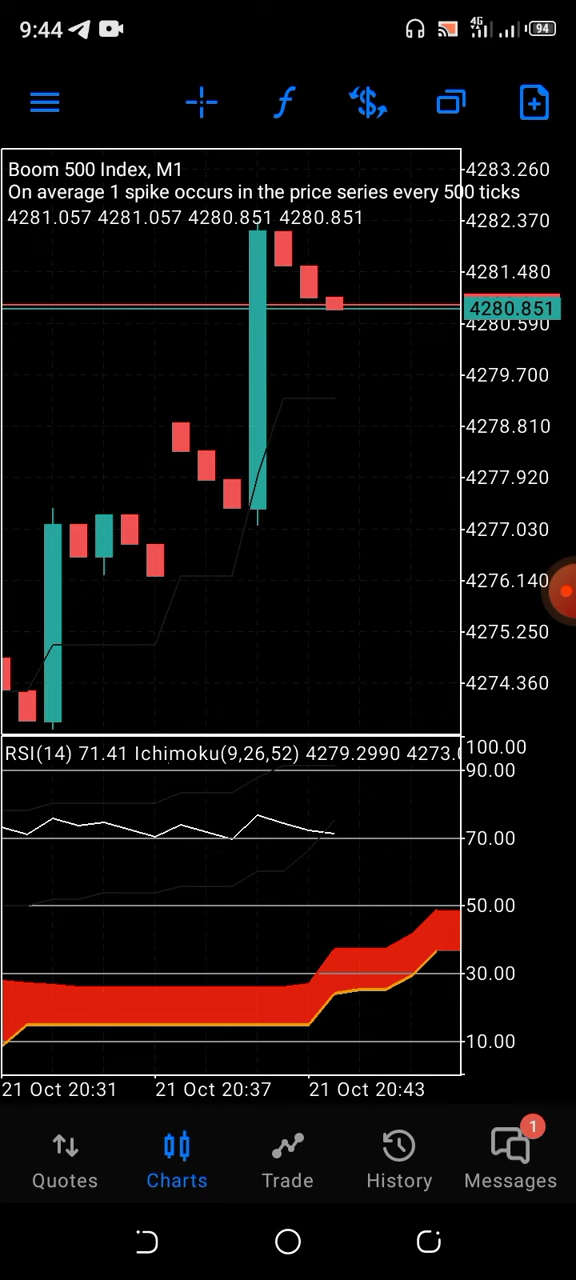 9:44
4G
94
Boom 500 Index, M1
On average 1 spike occurs in the price series every 500 ticks
4281.057 4281.057 4280.851 4280.851
4283.260
4282.370
4281.480
4280.851
4280.590
4279.700
4278.810
4277.920
4277.030
4276.140
4275.250
4274.360
RSI(14) 71.41 Ichimoku(9,26,52) 4279.2990 4273.0
100.00
90.00
70.00
50.00
30.00
10.00
21 Oct 20:31
21 Oct 20:37
21 Oct 20:43
1
Quotes
Charts
Trade
History
Messages